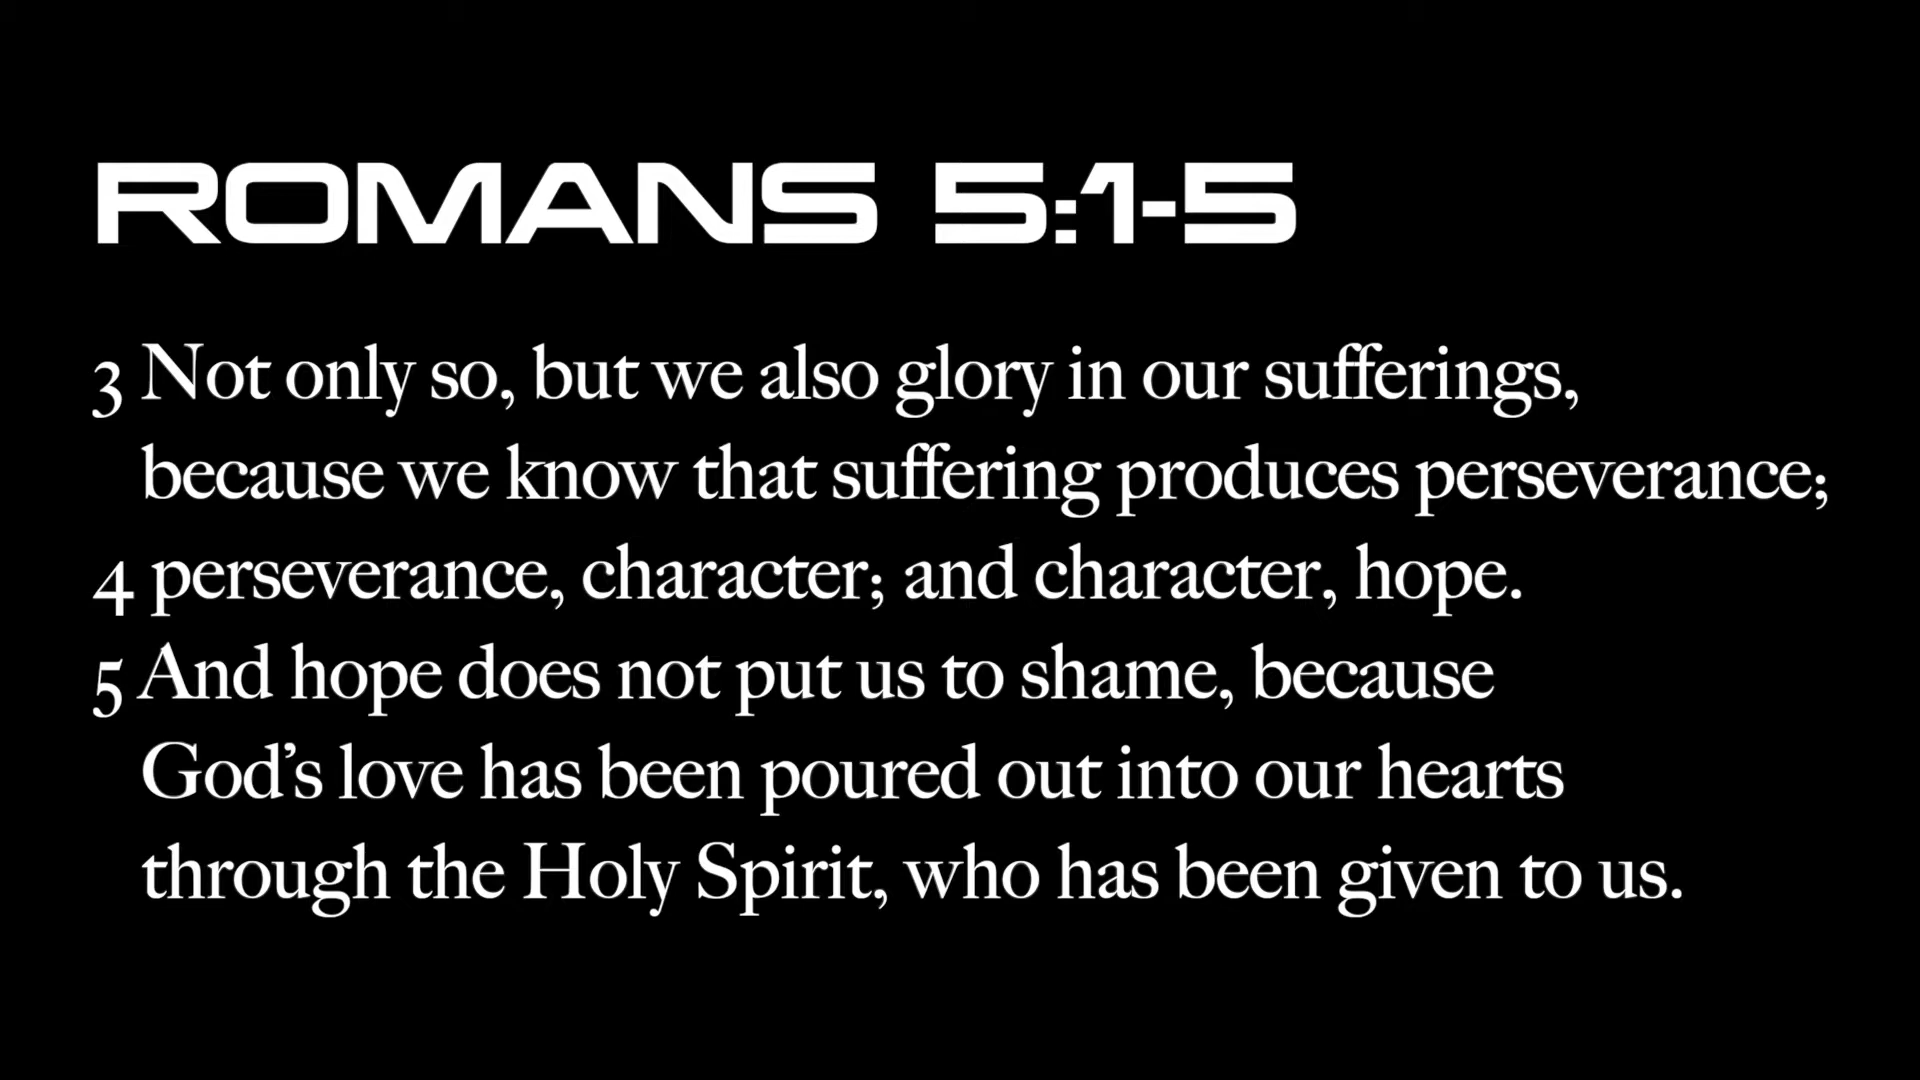 ROMANS 5:1-5
3 Not only so, but we also glory in our sufferings,
because we know that suffering produces perseverance;
4 perseverance, character; and character, hope.
5 And hope does not put us to shame, because
God’s love has been poured out into our hearts
through the Holy Spirit, who has been given to us.